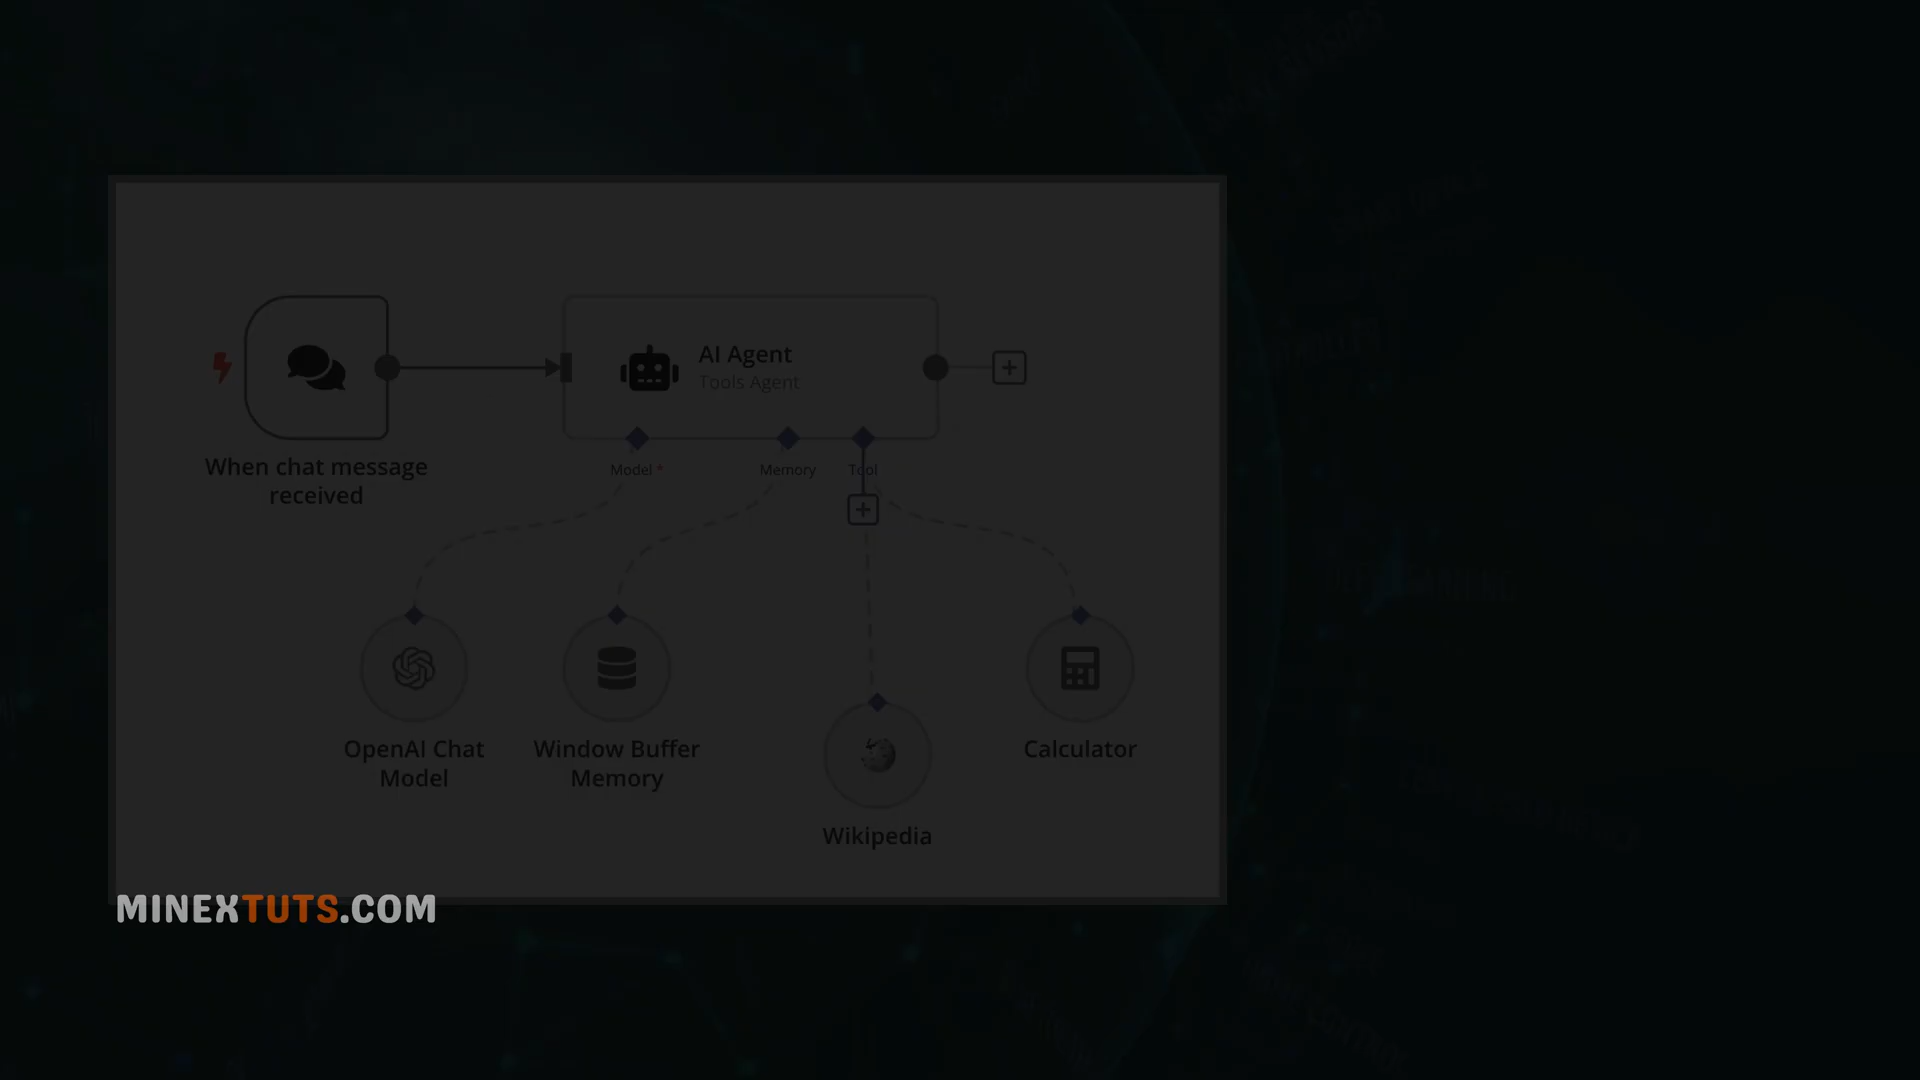 AI Agent
Tools Agent
When chat message
received
Model *
Memory
Tool
OpenAI Chat
Model
Window Buffer
Memory
Wikipedia
Calculator
MINEXTUTS.COM